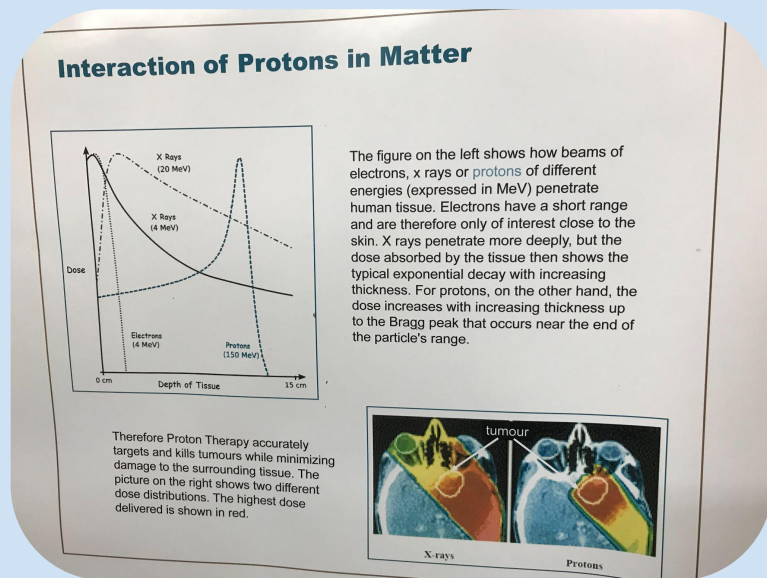 Interaction of Protons in Matter
X Rays
(20 MeV)
X Rays
(4 MeV)
Dose
Electrons
(4 MeV)
Protons
(150 MeV)
0 cm
Depth of Tissue
15 cm
The figure on the left shows how beams of
electrons, x rays or protons of different
energies (expressed in MeV) penetrate
human tissue. Electrons have a short range
and are therefore only of interest close to the
skin. X rays penetrate more deeply, but the
dose absorbed by the tissue then shows the
typical exponential decay with increasing
thickness. For protons, on the other hand, the
dose increases with increasing thickness up
to the Bragg peak that occurs near the end of
the particle's range.
Therefore Proton Therapy accurately
targets and kills tumours while minimizing
damage to the surrounding tissue. The
picture on the right shows two different
dose distributions. The highest dose
delivered is shown in red.
tumour
X-rays
Protons